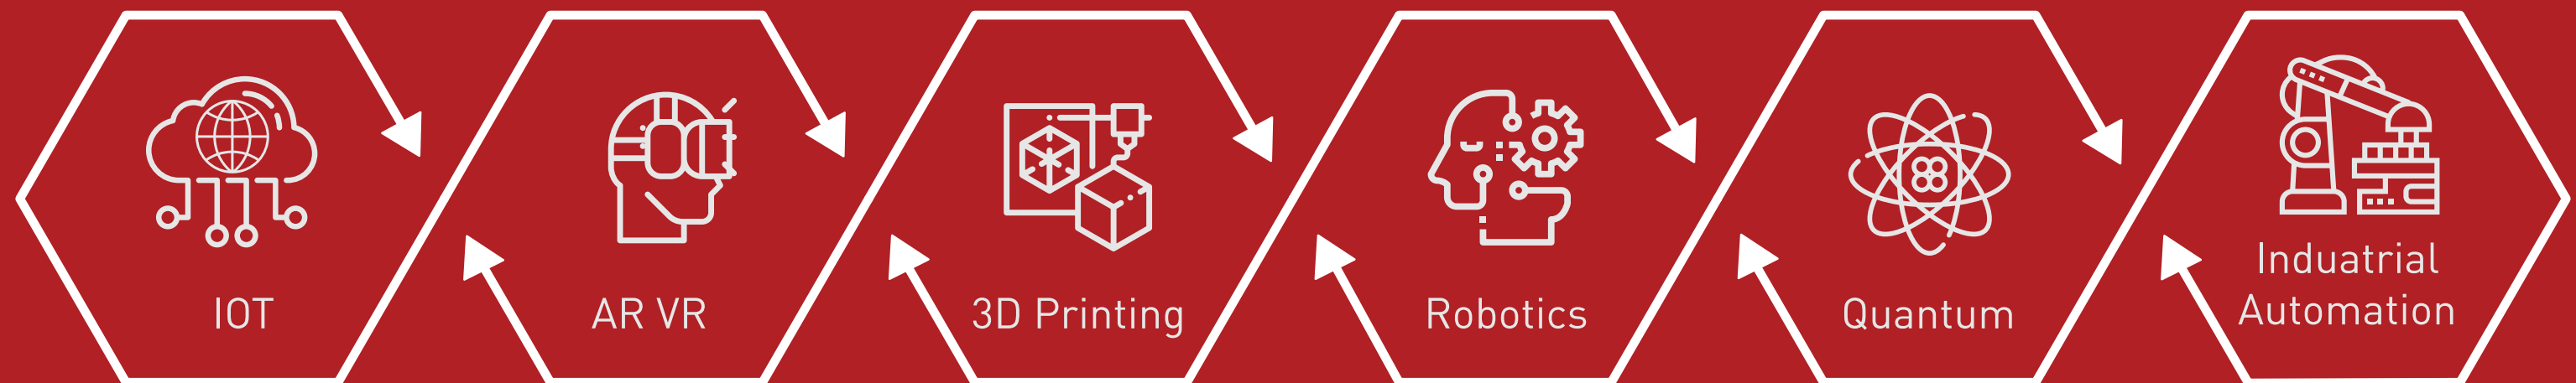 IOT
AR VR
3D Printing
Robotics
Quantum
Induatrial
Automation